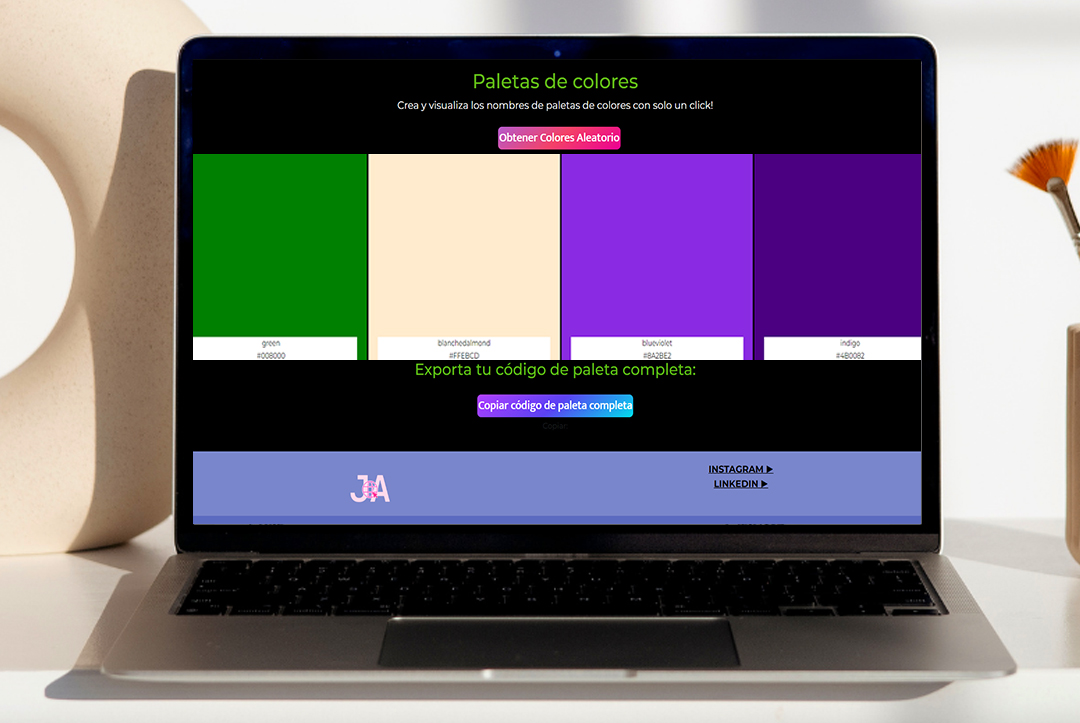 Paletas de colores
Crea y visualiza los nombres de paletas de colores con solo un click!
Obtener Colores Aleatorio
green
#008000
blanchedalmond
#FFEBCD
blueviolet
#8A2BE2
indigo
#4B0082
Exporta tu código de paleta completa:
Copiar código de paleta completa
Copiar:
JA
INSTAGRAM ▶
LINKEDIN ▶